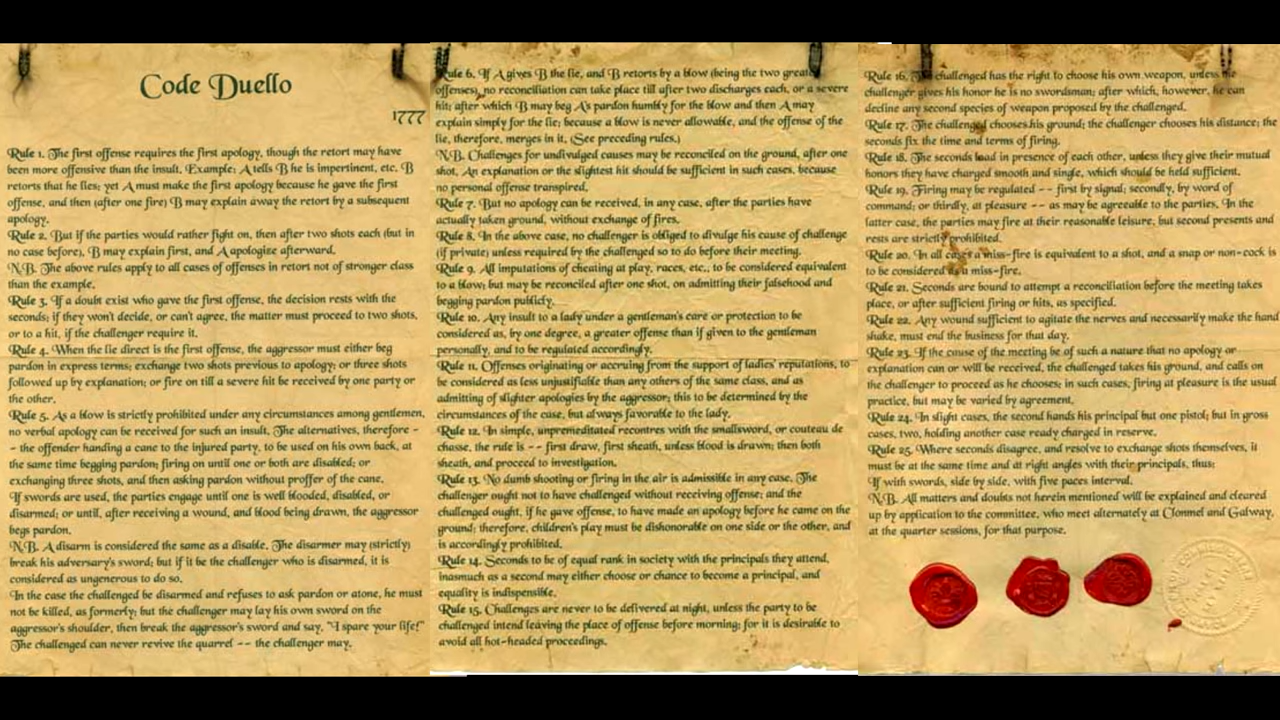 Code Duello
1777
Rule 1. The first offense requires the first apology, though the retort may have
been more offensive than the insult. Example: A tells B he is impertinent, etc. B
retorts that he lies; yet A must make the first apology because he gave the first
offense, and then (after one fire) B may explain away the retort by a subsequent
apology.
Rule 2. But if the parties would rather fight on, then after two shots each (but in
no case before), B may explain first, and A apologize afterward.
N.B. The above rules apply to all cases of offenses in retort not of stronger class
than the example.
Rule 3. If a doubt exist who gave the first offense, the decision rests with the
seconds; if they won't decide, or can't agree, the matter must proceed to two shots,
or to a hit, if the challenger require it.
Rule 4. When the lie direct is the first offense, the aggressor must either beg
pardon in express terms; exchange two shots previous to apology; or three shots
followed up by explanation; or fire on till a severe hit be received by one party or
the other.
Rule 5. As a blow is strictly prohibited under any circumstances among gentlemen,
no verbal apology can be received for such an insult. The alternatives, therefore -
- the offender handing a cane to the injured party, to be used on his own back, at
the same time begging pardon; firing on until one or both are disabled; or
exchanging three shots, and then asking pardon without proffer of the cane.
If swords are used, the parties engage until one is well blooded, disabled, or
disarmed; or until, after receiving a wound, and blood being drawn, the aggressor
begs pardon.
N.B. A disarm is considered the same as a disable. The disarmer may (strictly)
break his adversary's sword; but if it be the challenger who is disarmed, it is
considered as ungenerous to do so.
In the case the challenged be disarmed and refuses to ask pardon or atone, he must
not be killed, as formerly; but the challenger may lay his own sword on the
aggressor's shoulder, then break the aggressor's sword and say, "I spare your life!"
The challenged can never revive the quarrel -- the challenger may.
Rule 6. If A gives B the lie, and B retorts by a blow (being the two greatest
offenses), no reconciliation can take place till after two discharges each, or a severe
hit; after which B may beg A's pardon humbly for the blow and then A may
explain simply for the lie; because a blow is never allowable, and the offense of the
lie, therefore, merges in it. (See preceding rules.)
N.B. Challenges for undivulged causes may be reconciled on the ground, after one
shot. An explanation or the slightest hit should be sufficient in such cases, because
no personal offense transpired.
Rule 7. But no apology can be received, in any case, after the parties have
actually taken ground, without exchange of fires.
Rule 8. In the above case, no challenger is obliged to divulge his cause of challenge
(if private) unless required by the challenged so to do before their meeting.
Rule 9. All imputations of cheating at play, races, etc., to be considered equivalent
to a blow; but may be reconciled after one shot, on admitting their falsehood and
begging pardon publicly.
Rule 10. Any insult to a lady under a gentleman's care or protection to be
considered as, by one degree, a greater offense than if given to the gentleman
personally, and to be regulated accordingly.
Rule 11. Offenses originating or accruing from the support of ladies' reputations, to
be considered as less unjustifiable than any others of the same class, and as
admitting of slighter apologies by the aggressor; this to be determined by the
circumstances of the case, but always favorable to the lady.
Rule 12. In simple, unpremeditated recontres with the smallsword, or couteau de
chasse, the rule is -- first draw, first sheath, unless blood is drawn; then both
sheath, and proceed to investigation.
Rule 13. No dumb shooting or firing in the air is admissible in any case. The
challenger ought not to have challenged without receiving offense; and the
challenged ought, if he gave offense, to have made an apology before he came on the
ground; therefore, children's play must be dishonorable on one side or the other, and
is accordingly prohibited.
Rule 14. Seconds to be of equal rank in society with the principals they attend,
inasmuch as a second may either choose or chance to become a principal, and
equality is indispensible.
Rule 15. Challenges are never to be delivered at night, unless the party to be
challenged intend leaving the place of offense before morning; for it is desirable to
avoid all hot-headed proceedings.
Rule 16. The challenged has the right to choose his own weapon, unless the
challenger gives his honor he is no swordsman; after which, however, he can
decline any second species of weapon proposed by the challenged.
Rule 17. The challenged chooses his ground; the challenger chooses his distance; the
seconds fix the time and terms of firing.
Rule 18. The seconds load in presence of each other, unless they give their mutual
honors they have charged smooth and single, which should be held sufficient.
Rule 19. Firing may be regulated -- first by signal; secondly, by word of
command; or thirdly, at pleasure -- as may be agreeable to the parties. In the
latter case, the parties may fire at their reasonable leisure, but second presents and
rests are strictly prohibited.
Rule 20. In all cases a miss-fire is equivalent to a shot, and a snap or non-cock is
to be considered as a miss-fire.
Rule 21. Seconds are bound to attempt a reconciliation before the meeting takes
place, or after sufficient firing or hits, as specified.
Rule 22. Any wound sufficient to agitate the nerves and necessarily make the hand
shake, must end the business for that day.
Rule 23. If the cause of the meeting be of such a nature that no apology or
explanation can or will be received, the challenged takes his ground, and calls on
the challenger to proceed as he chooses; in such cases, firing at pleasure is the usual
practice, but may be varied by agreement.
Rule 24. In slight cases, the second hands his principal but one pistol; but in gross
cases, two, holding another case ready charged in reserve.
Rule 25. Where seconds disagree, and resolve to exchange shots themselves, it
must be at the same time and at right angles with their principals, thus:
If with swords, side by side, with five paces interval.
N.B. All matters and doubts not herein mentioned will be explained and cleared
up by application to the committee, who meet alternately at Clonmel and Galway,
at the quarter sessions, for that purpose.